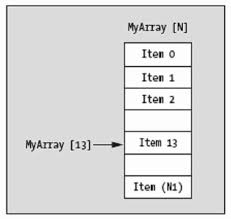 MyArray [N]
Item 0
Item 1
Item 2
MyArray [13]
Item 13
Item (N1)